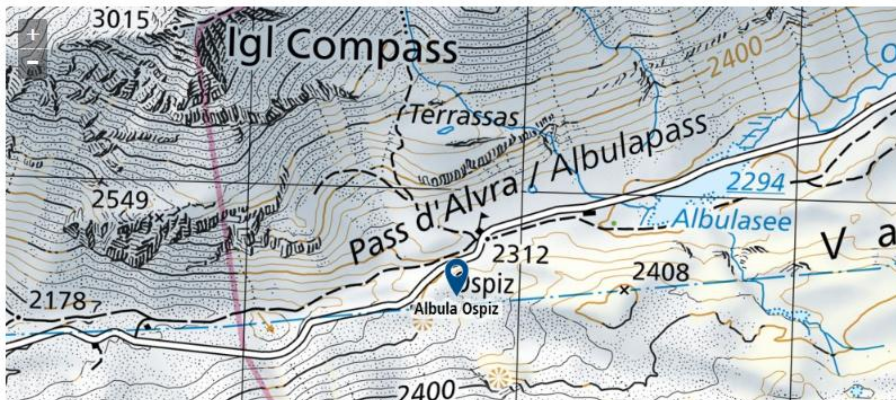 +
−
3015
Igl Compass
2400
Terrassas
Pass d'Alvra / Albulapass
2549
2294
Albulasee
2312
2408
2178
Ospiz
Albula Ospiz
2400